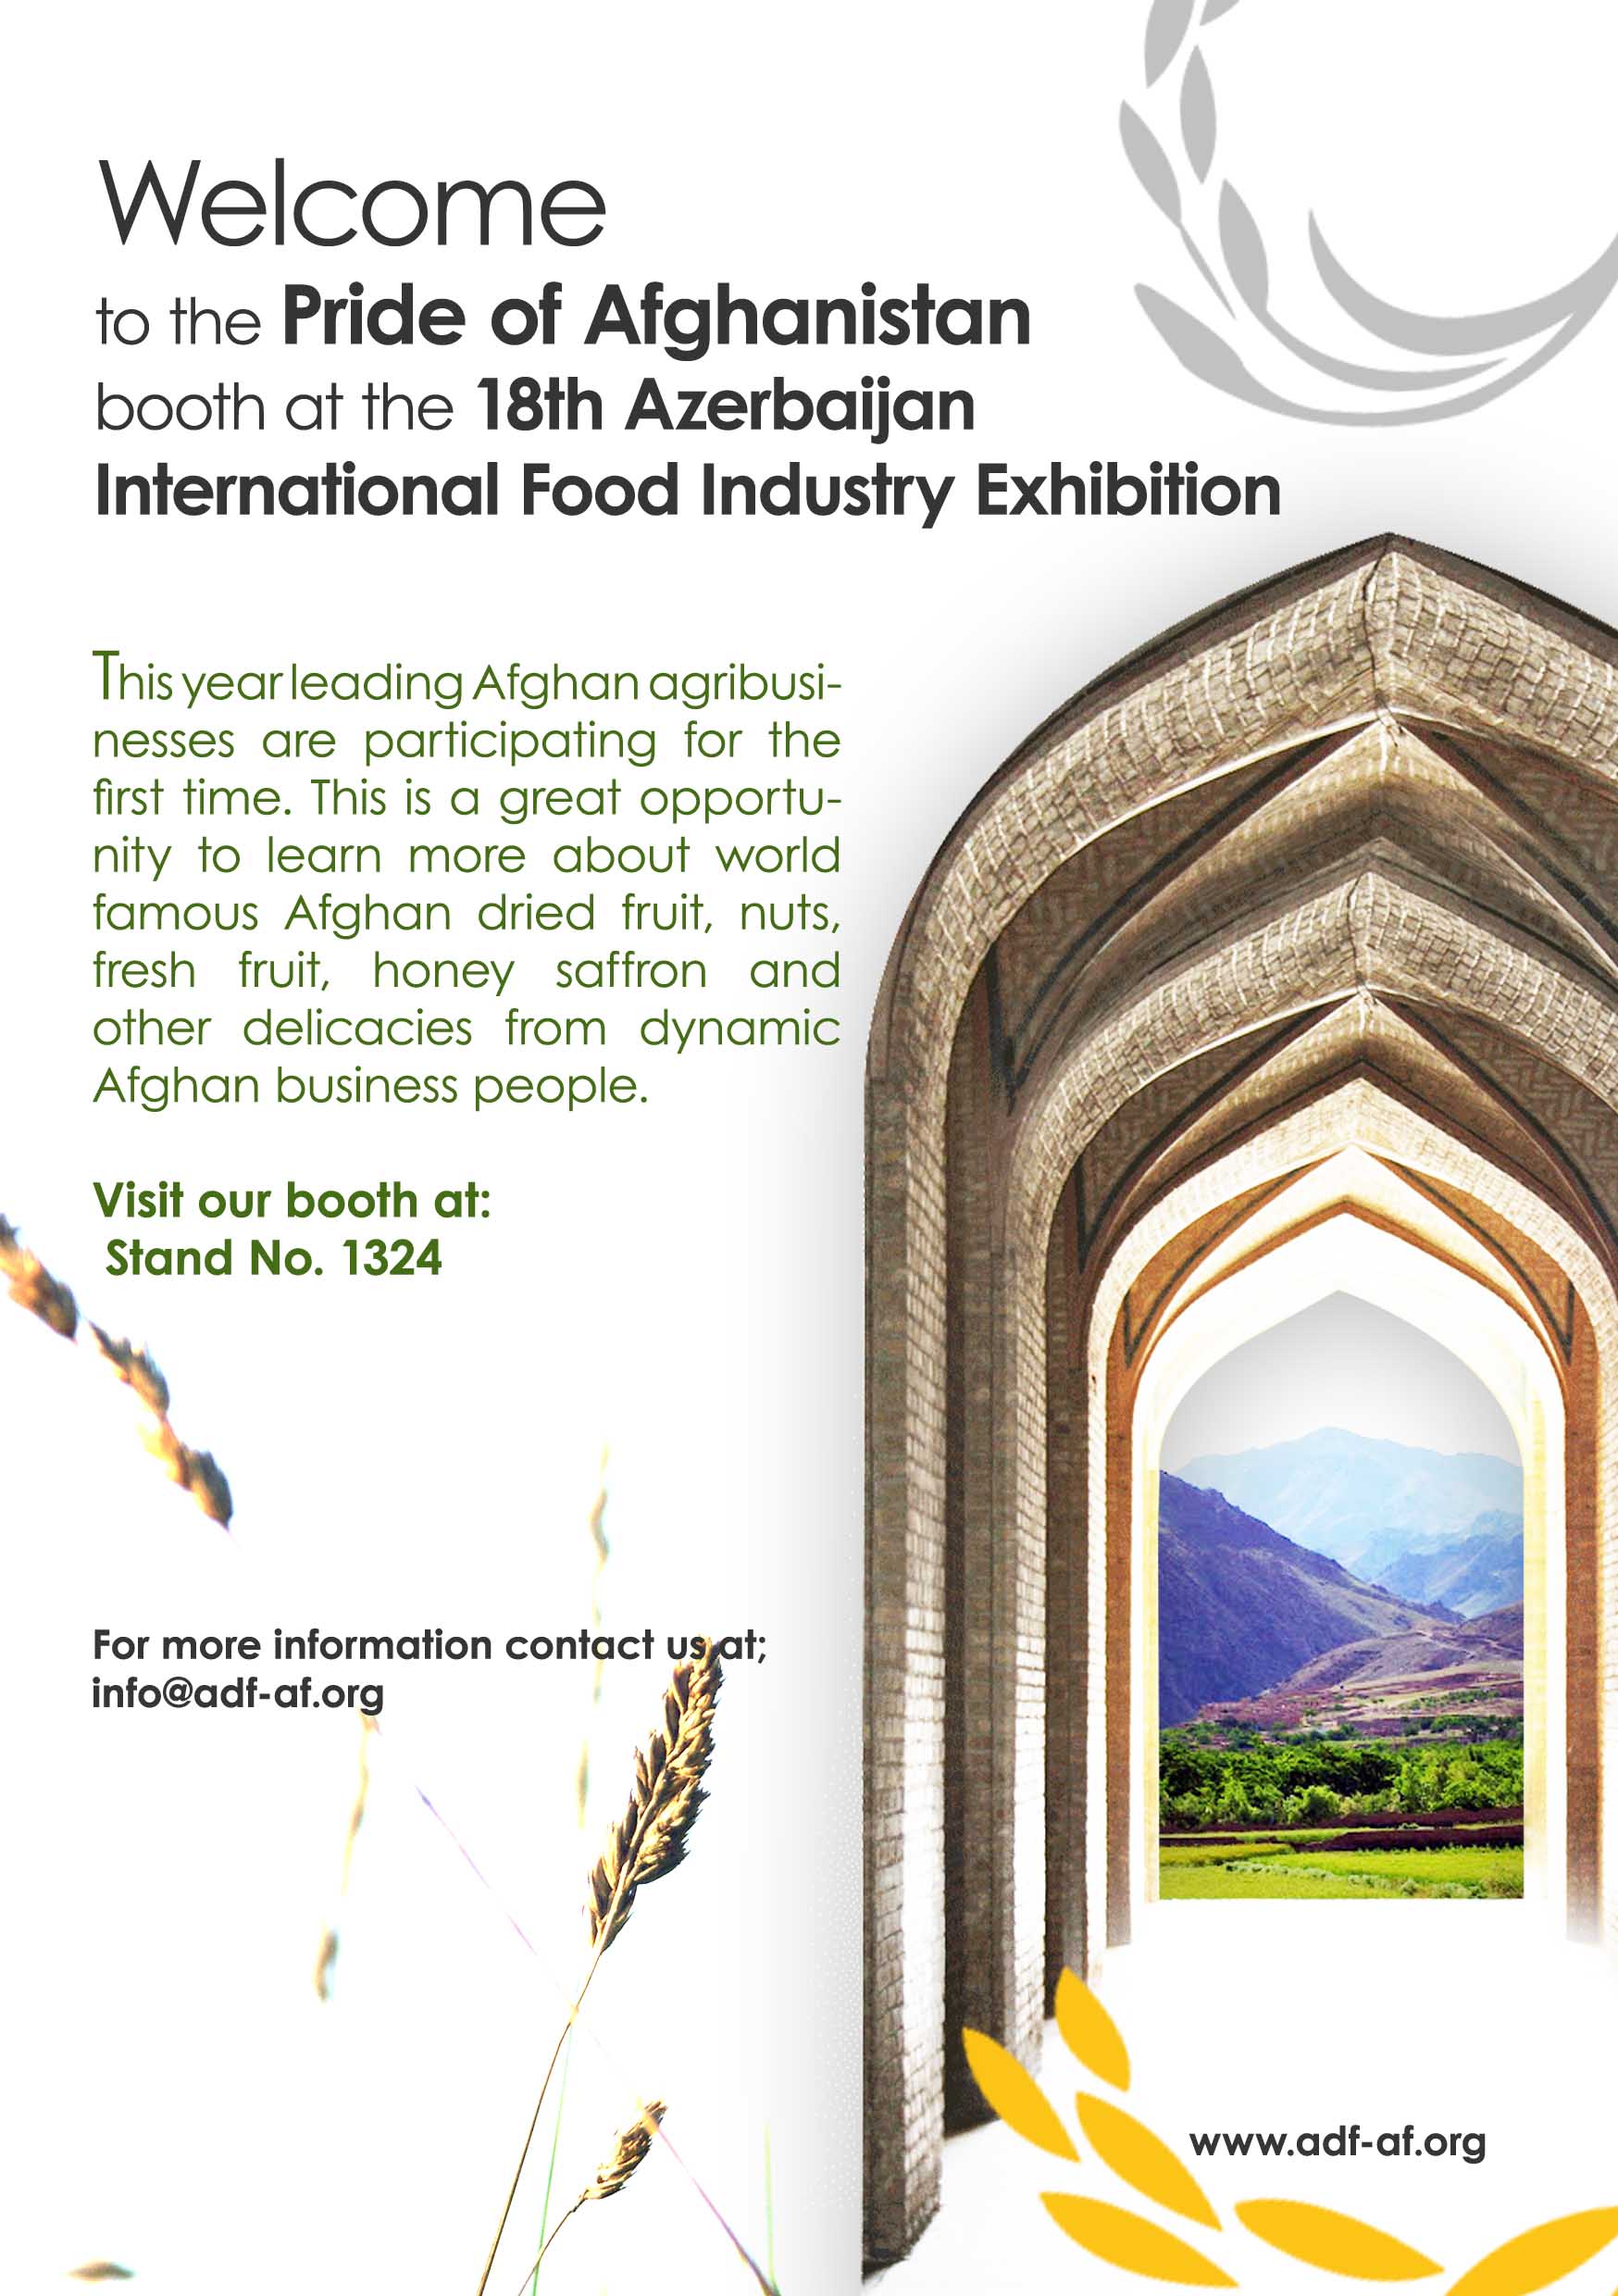 Welcome
to the Pride of Afghanistan
booth at the 18th Azerbaijan
International Food Industry Exhibition
This year leading Afghan agribusi-
nesses are participating for the
first time. This is a great opportu-
nity to learn more about world
famous Afghan dried fruit, nuts,
fresh fruit, honey saffron and
other delicacies from dynamic
Afghan business people.
Visit our booth at:
Stand No. 1324
For more information contact us at;
info@adf-af.org
www.adf-af.org